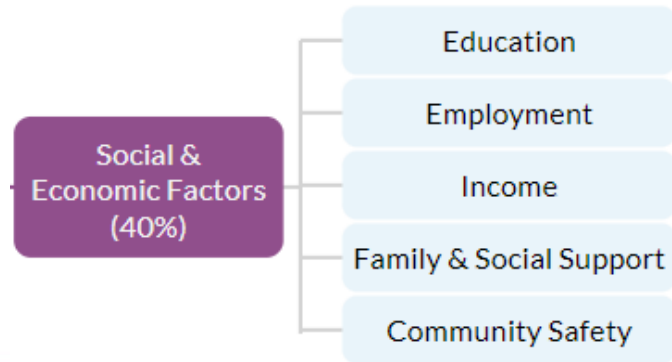 Education
Employment
Social &
Economic Factors
(40%)
Income
Family & Social Support
Community Safety